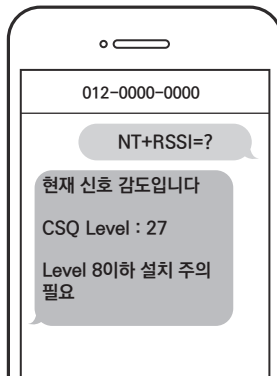 012-0000-0000
NT+RSSI=?
현재 신호 감도입니다
CSQ Level : 27
Level 8이하 설치 주의
필요